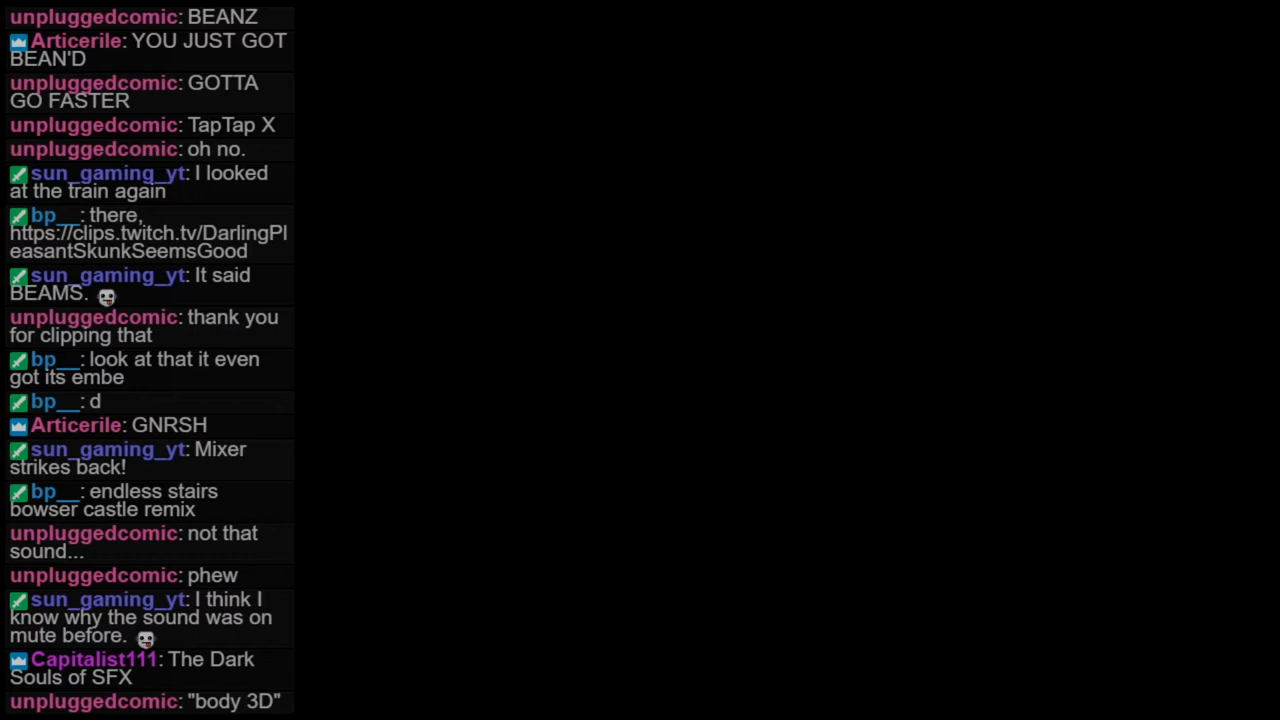 unpluggedcomic: BEANZ
Articerile: YOU JUST GOT
BEAN'D
unpluggedcomic: GOTTA
GO FASTER
unpluggedcomic: TapTap X
unpluggedcomic: oh no.
sun_gaming_yt: I looked
at the train again
bp__: there,
https://clips.twitch.tv/DarlingPl
easantSkunkSeemsGood
sun_gaming_yt: It said
BEAMS.
unpluggedcomic: thank you
for clipping that
bp__: look at that it even
got its embe
bp__: d
Articerile: GNRSH
sun_gaming_yt: Mixer
strikes back!
bp__: endless stairs
bowser castle remix
unpluggedcomic: not that
sound...
unpluggedcomic: phew
sun_gaming_yt: I think I
know why the sound was on
mute before.
Capitalist111: The Dark
Souls of SFX
unpluggedcomic: "body 3D"